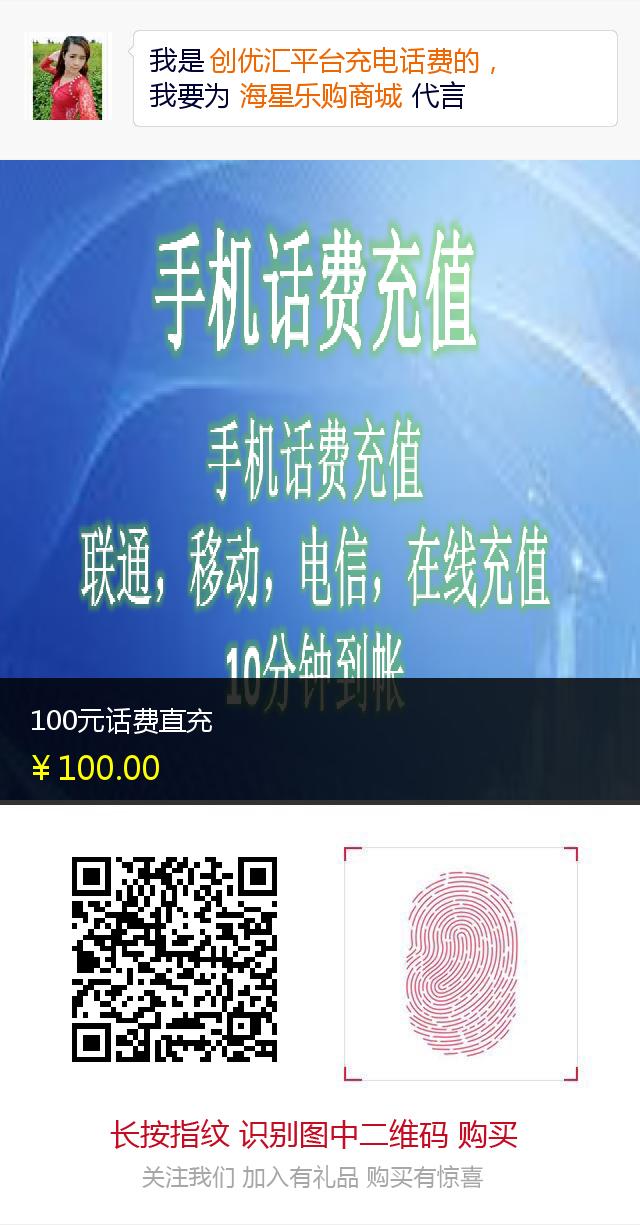 我是 创优汇平台充电话费的，
我要为 海星乐购商城 代言
手机话费充值
手机话费充值
联通，移动，电信，在线充值
10分钟到帐
100元话费直充
￥100.00
长按指纹 识别图中二维码 购买
关注我们 加入有礼品 购买有惊喜